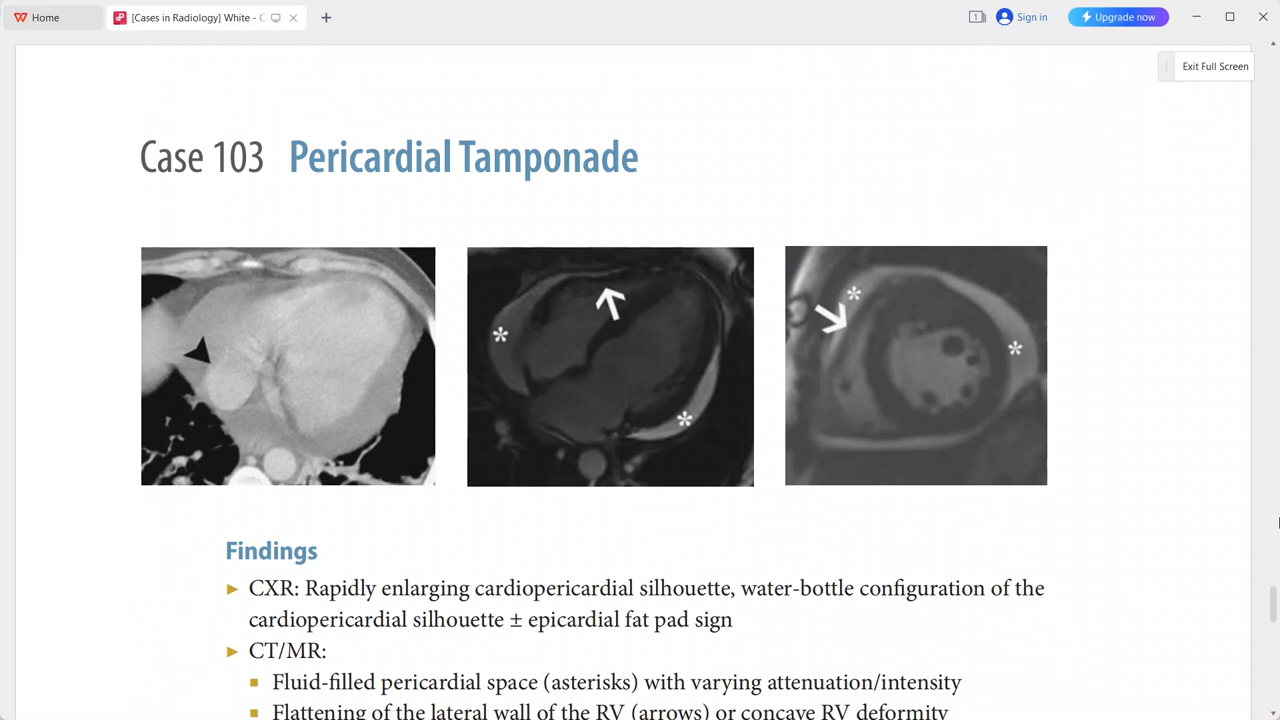 Home
[Cases in Radiology] White - C
1
Sign in
Upgrade now
Exit Full Screen
Case 103 Pericardial Tamponade
*
*
*
*
Findings
► CXR: Rapidly enlarging cardiopericardial silhouette, water-bottle configuration of the
cardiopericardial silhouette ± epicardial fat pad sign
► CT/MR:
■ Fluid-filled pericardial space (asterisks) with varying attenuation/intensity
■ Flattening of the lateral wall of the RV (arrows) or concave RV deformity